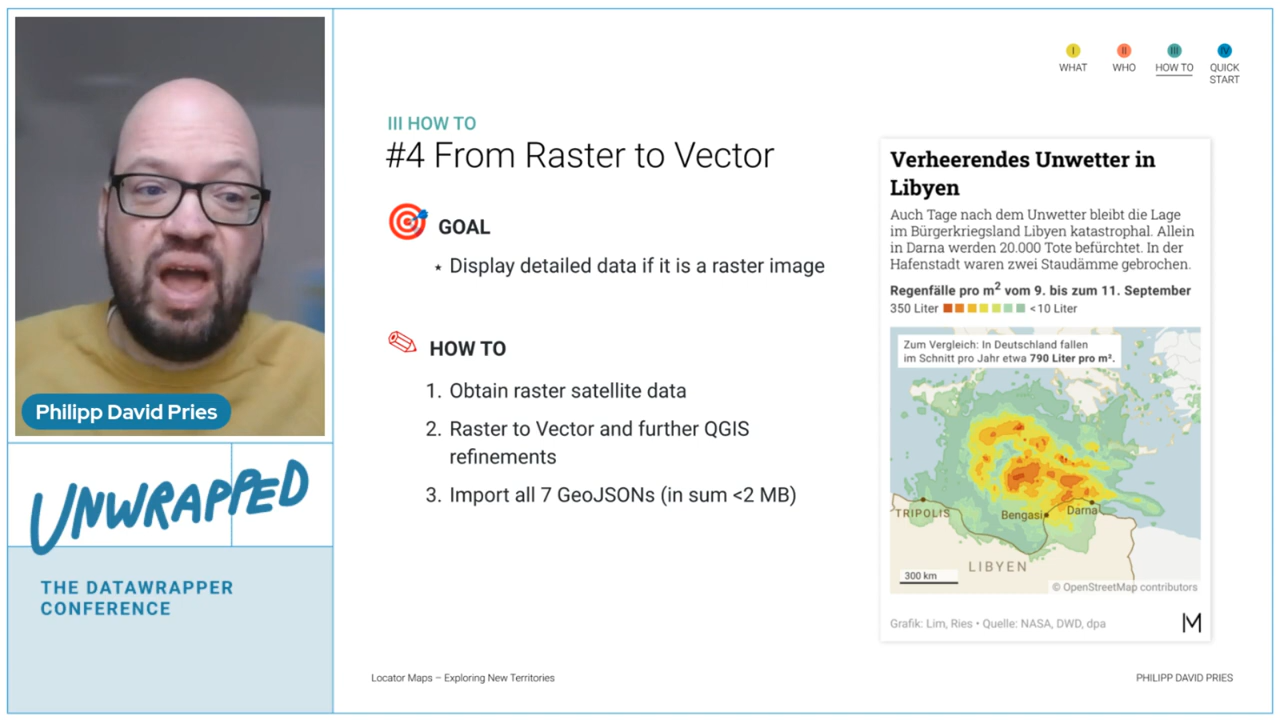 I
WHAT
II
WHO
III
HOW TO
IV
QUICK
START
III HOW TO
#4 From Raster to Vector
GOAL
Display detailed data if it is a raster image
HOW TO
1. Obtain raster satellite data
2. Raster to Vector and further QGIS
refinements
3. Import all 7 GeoJSONs (in sum <2 MB)
Verheerendes Unwetter in
Libyen
Auch Tage nach dem Unwetter bleibt die Lage
im Bürgerkriegsland Libyen katastrophal. Allein
in Darna werden 20.000 Tote befürchtet. In der
Hafenstadt waren zwei Staudämme gebrochen.
Regenfälle pro m² vom 9. bis zum 11. September
350 Liter <10 Liter
Zum Vergleich: In Deutschland fallen
im Schnitt pro Jahr etwa 790 Liter pro m².
TRIPOLIS
Bengasi
Darna
LIBYEN
300 km
© OpenStreetMap contributors
Grafik: Lim, Ries • Quelle: NASA, DWD, dpa
M
Philipp David Pries
UNWRAPPED
THE DATAWRAPPER
CONFERENCE
Locator Maps – Exploring New Territories
PHILIPP DAVID PRIES